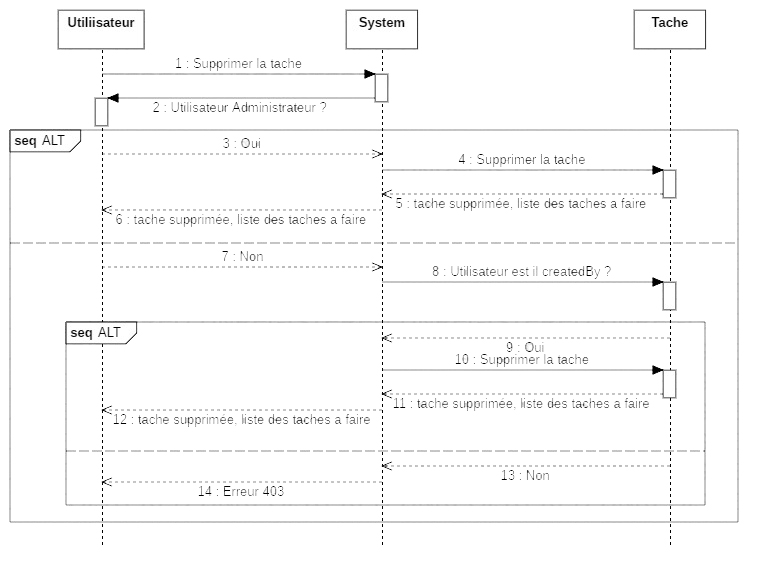 Utiliisateur
System
Tache
1 : Supprimer la tache
2 : Utilisateur Administrateur ?
seq ALT
3 : Oui
4 : Supprimer la tache
5 : tache supprimée, liste des taches a faire
6 : tache supprimée, liste des taches a faire
7 : Non
8 : Utilisateur est il createdBy ?
seq ALT
9 : Oui
10 : Supprimer la tache
11 : tache supprimée, liste des taches a faire
12 : tache supprimée, liste des taches a faire
13 : Non
14 : Erreur 403